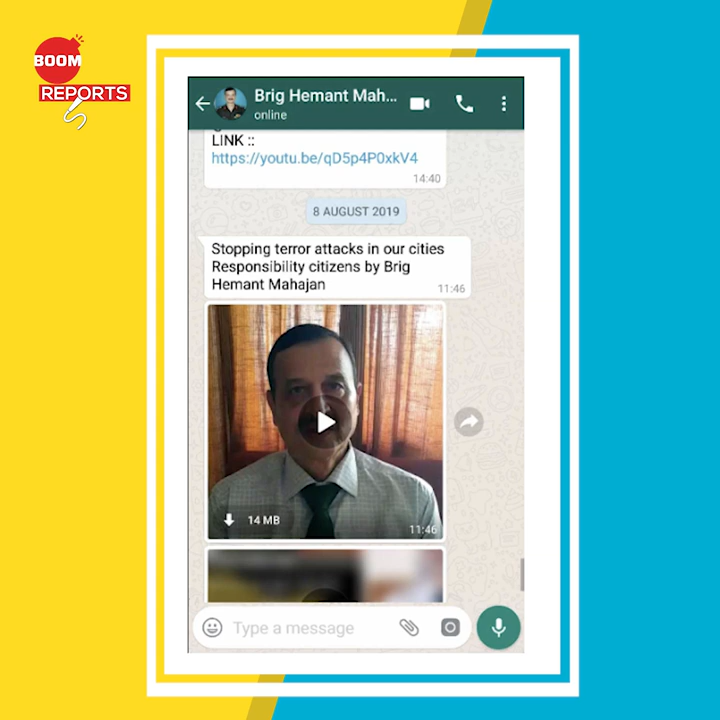 BOOM
REPORTS
Brig Hemant Mah...
online
LINK ::
https://youtu.be/qD5p4P0xkV4
14:40
8 AUGUST 2019
Stopping terror attacks in our cities
Responsibility citizens by Brig
Hemant Mahajan
11:46
14 MB
11:46
Type a message